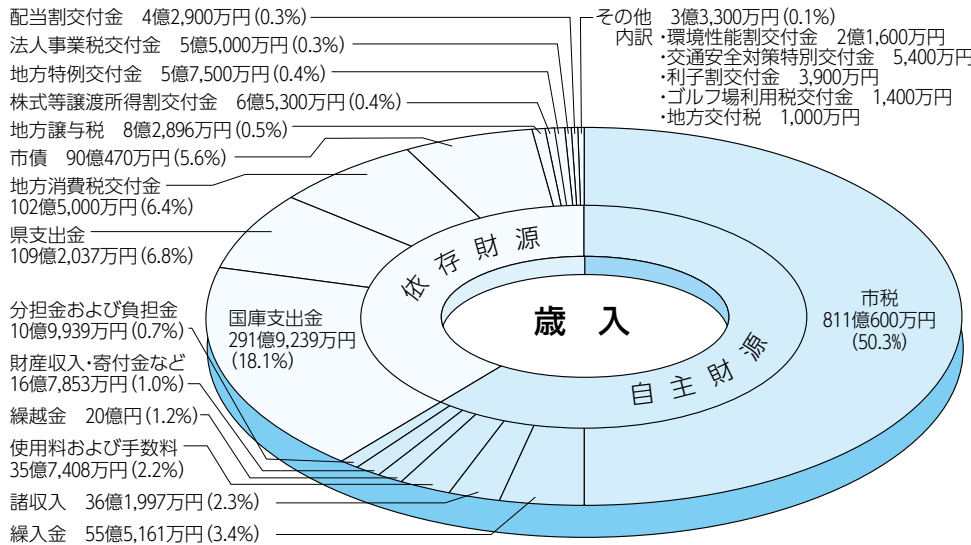 配当割交付金　4億2,900万円(0.3%)
法人事業税交付金　5億5,000万円(0.3%)
地方特例交付金　5億7,500万円(0.4%)
株式等譲渡所得割交付金　6億5,300万円(0.4%)
地方譲与税　8億2,896万円(0.5%)
市債　90億470万円(5.6%)
地方消費税交付金
102億5,000万円(6.4%)
県支出金
109億2,037万円(6.8%)
国庫支出金
291億9,239万円
(18.1%)
分担金および負担金
10億9,939万円(0.7%)
財産収入・寄付金など
16億7,853万円(1.0%)
繰越金　20億円(1.2%)
使用料および手数料
35億7,408万円(2.2%)
諸収入　36億1,997万円(2.3%)
繰入金　55億5,161万円(3.4%)
その他　3億3,300万円(0.1%)
内訳・環境性能割交付金　2億1,600万円
・交通安全対策特別交付金　5,400万円
・利子割交付金　3,900万円
・ゴルフ場利用税交付金　1,400万円
・地方交付税　1,000万円
依存財源
歳　入
自主財源
市税
811億600万円
(50.3%)